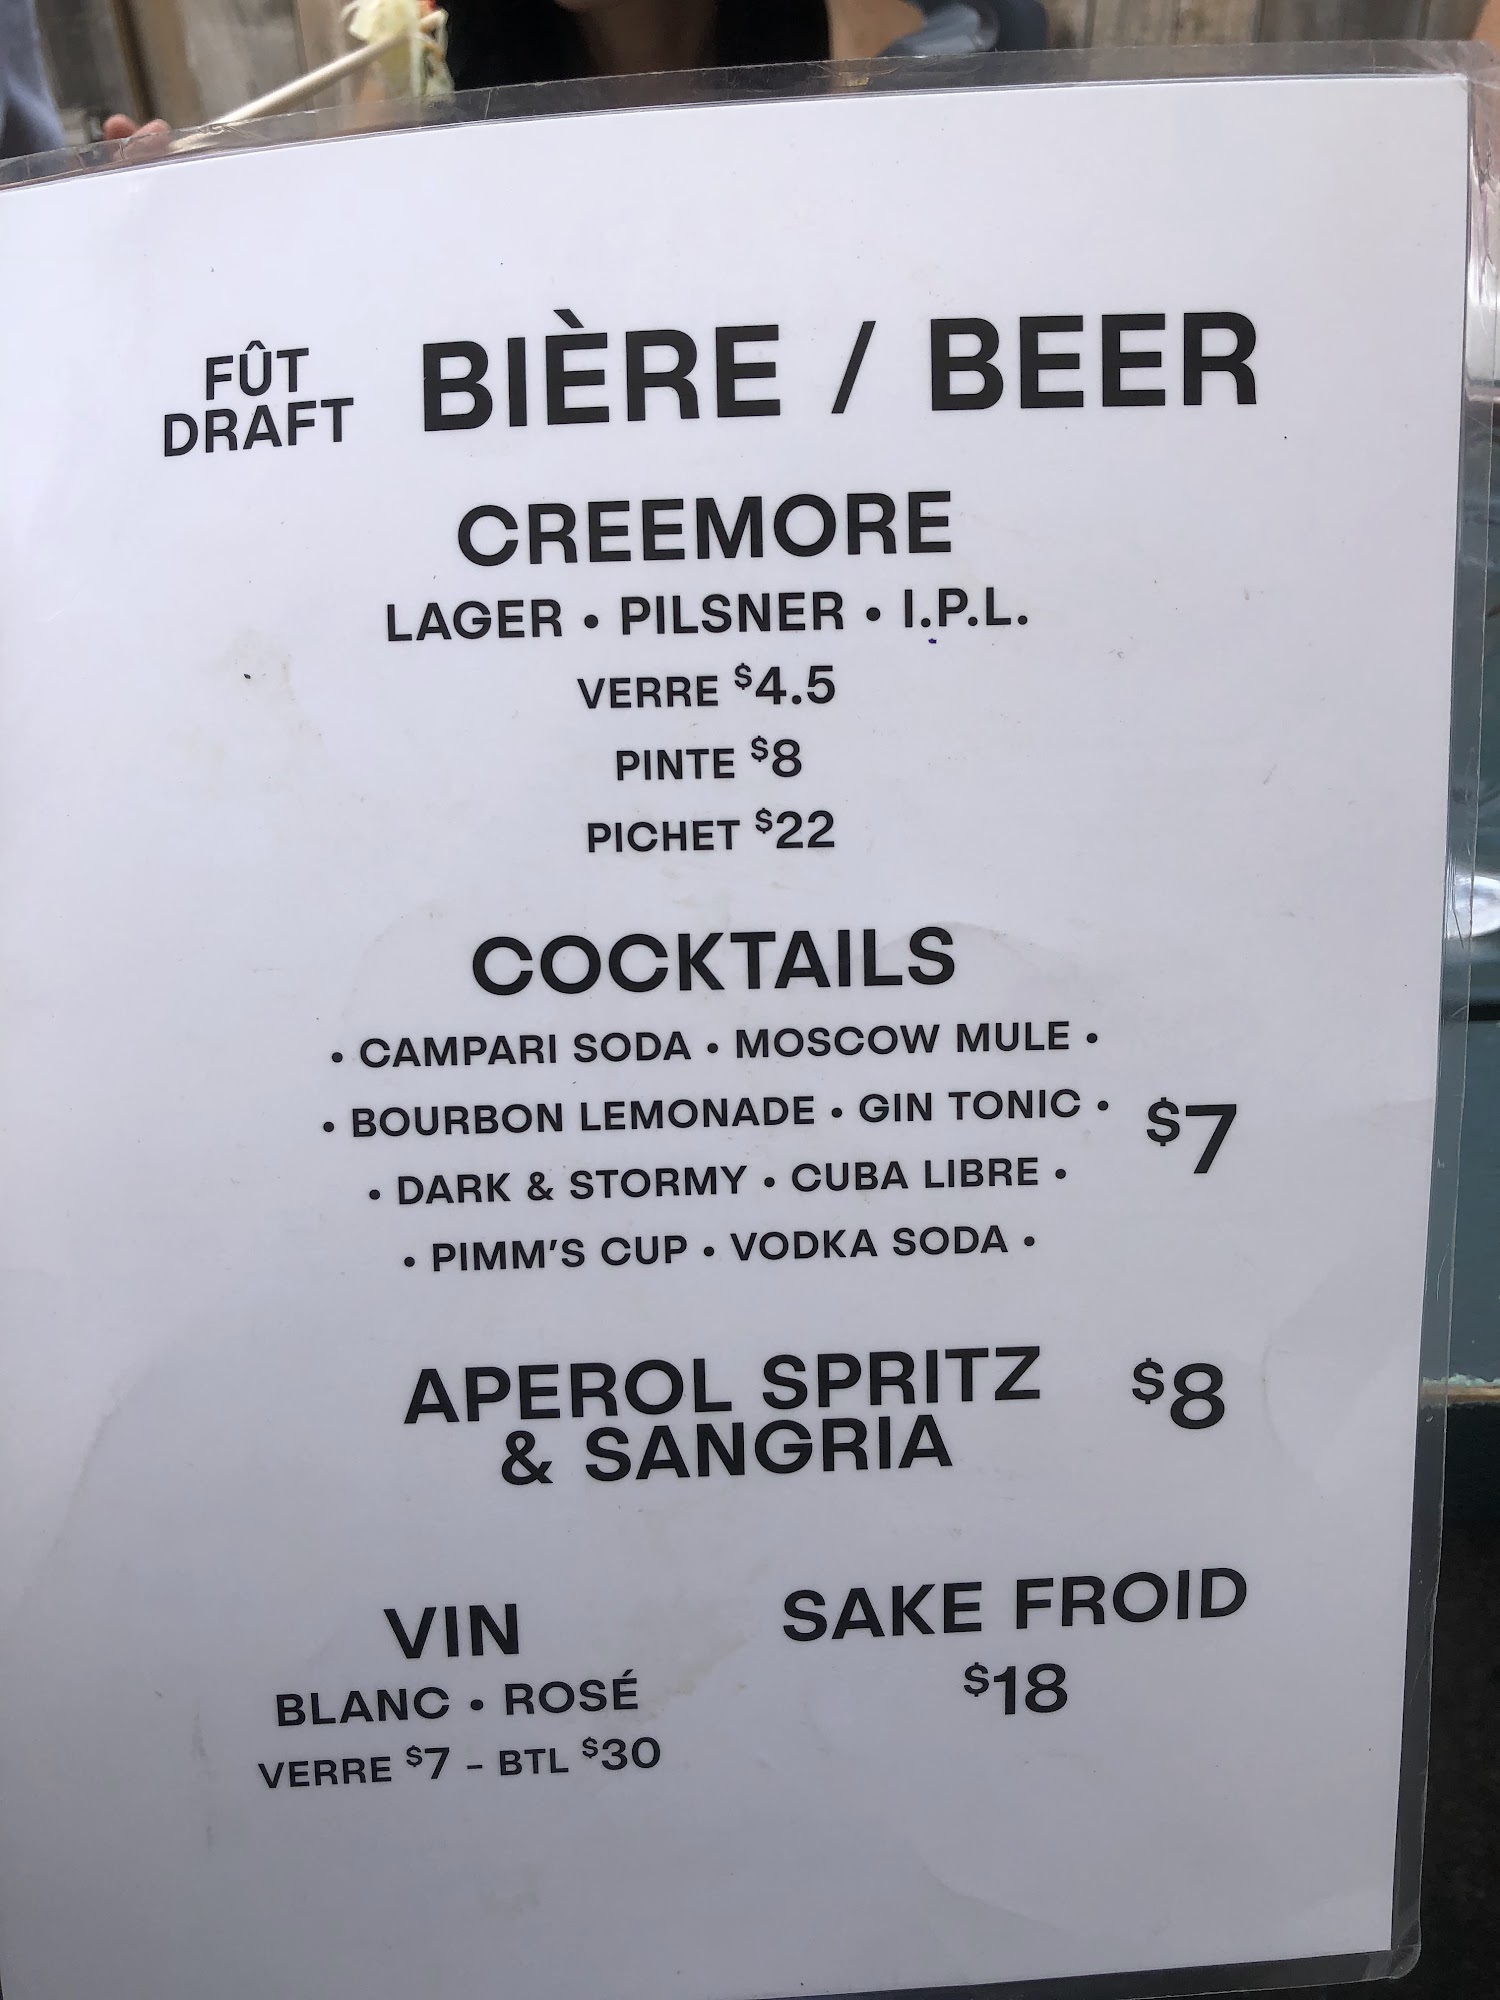 FÛT
DRAFT
BIÈRE / BEER
CREEMORE
LAGER • PILSNER • I.P.L.
VERRE $4.5
PINTE $8
PICHET $22
COCKTAILS
• CAMPARI SODA • MOSCOW MULE •
• BOURBON LEMONADE • GIN TONIC •
• DARK & STORMY • CUBA LIBRE •
• PIMM'S CUP • VODKA SODA •
$7
APEROL SPRITZ
& SANGRIA
$8
VIN
BLANC • ROSÉ
VERRE $7 - BTL $30
SAKE FROID
$18